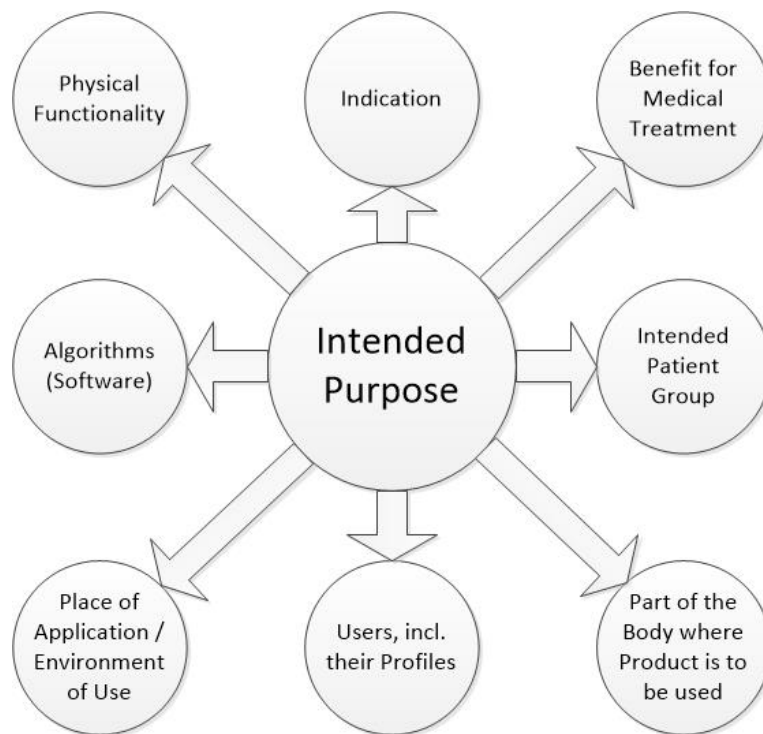 Physical
Functionality
Indication
Benefit for
Medical
Treatment
Algorithms
(Software)
Intended
Purpose
Intended
Patient
Group
Place of
Application /
Environment
of Use
Users, incl.
their Profiles
Part of the
Body where
Product is to
be used